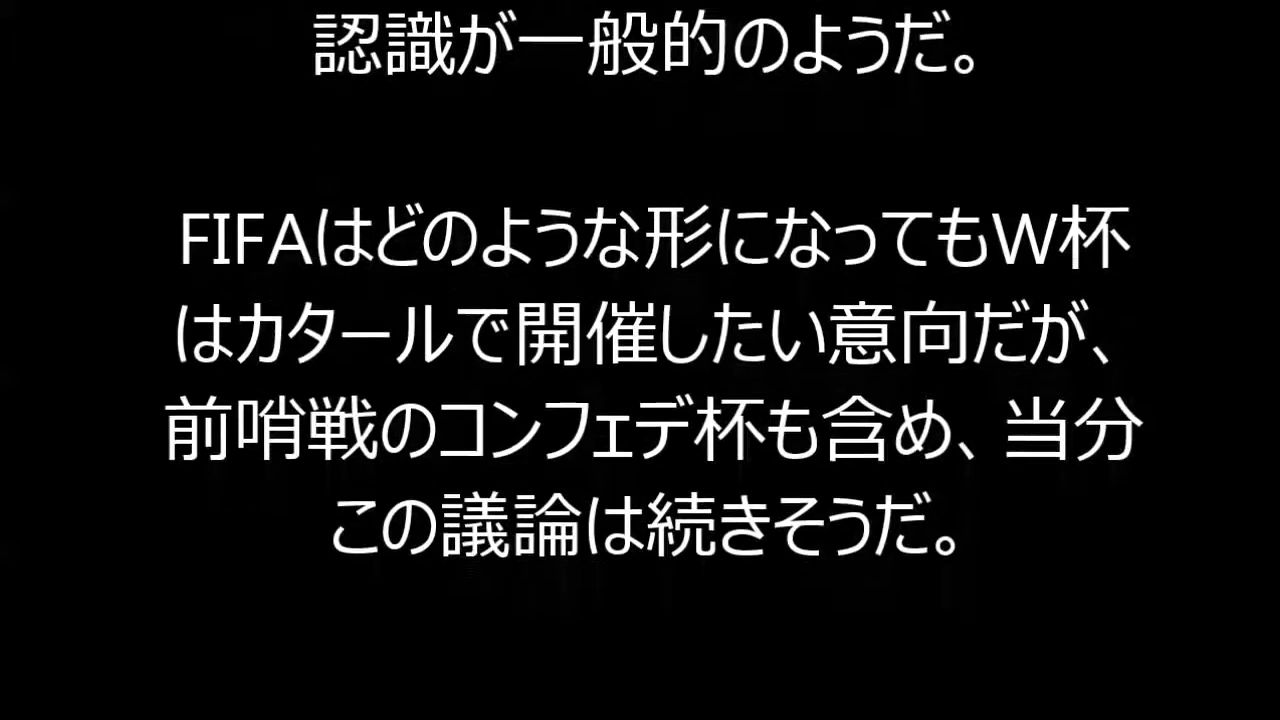 認識が一般的のようだ。
FIFAはどのような形になってもW杯
はカタールで開催したい意向だが、
前哨戦のコンフェデ杯も含め、当分
この議論は続きそうだ。